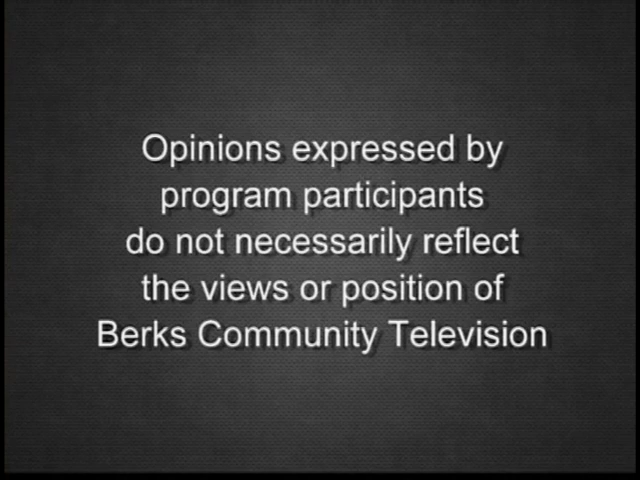 Opinions expressed by
program participants
do not necessarily reflect
the views or position of
Berks Community Television